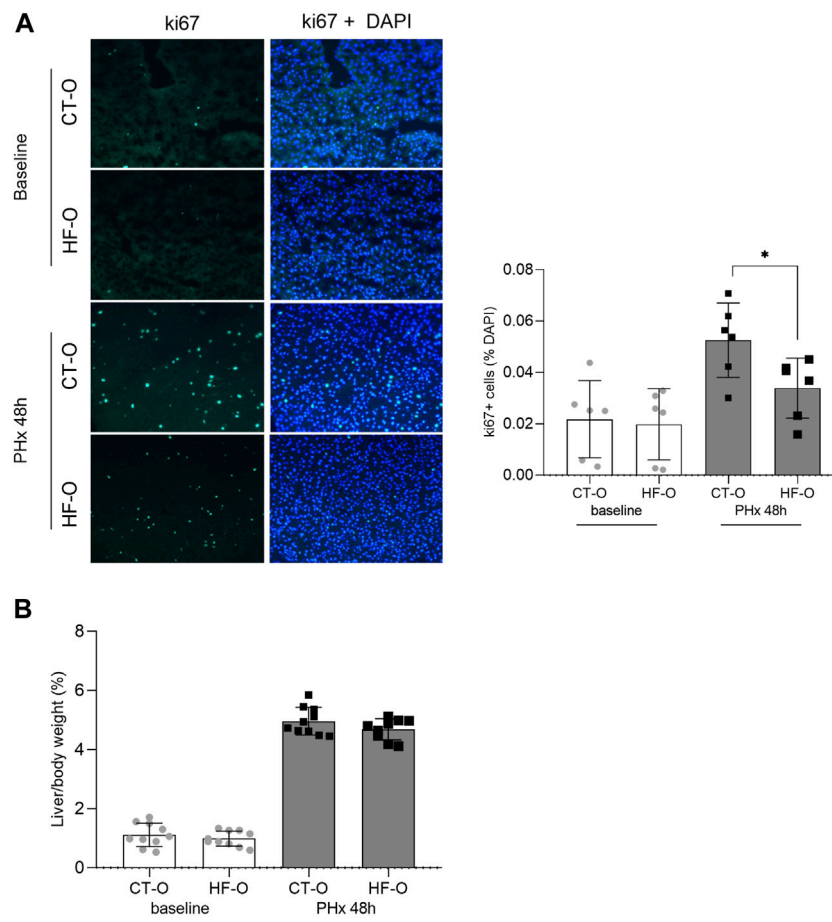 A
ki67
ki67 + DAPI
Baseline
CT-O
HF-O
PHx 48h
CT-O
HF-O
ki67+ cells (% DAPI)
0.08
0.06
0.04
0.02
0.00
*
CT-O
HF-O
CT-O
HF-O
baseline
PHx 48h
B
Liver/body weight (%)
8
6
4
2
0
CT-O
HF-O
CT-O
HF-O
baseline
PHx 48h